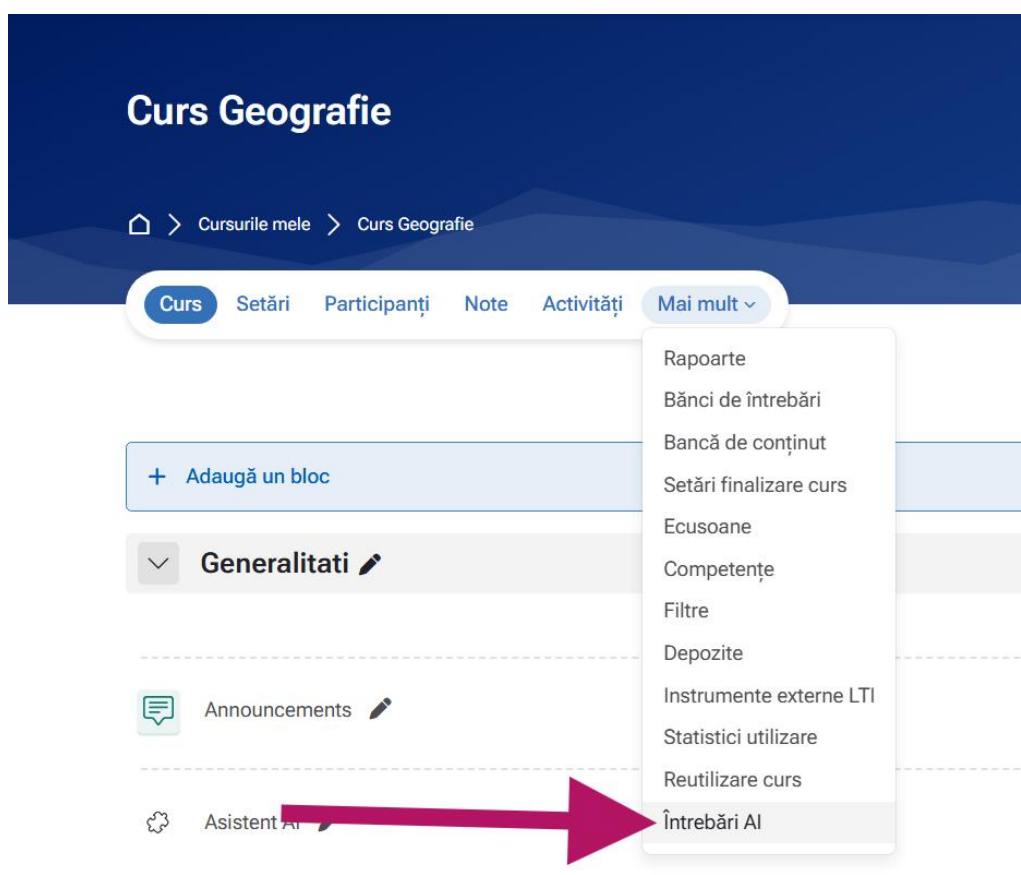 Curs Geografie
Cursurile mele
Curs Geografie
Curs
Setări
Participanți
Note
Activități
Mai mult
Rapoarte
Bănci de întrebări
Bancă de conținut
Setări finalizare curs
Ecusoane
Competențe
Filtre
Depozite
Instrumente externe LTI
Statistici utilizare
Reutilizare curs
Întrebări AI
+ Adaugă un bloc
Generalitati
Announcements
Asistent AI